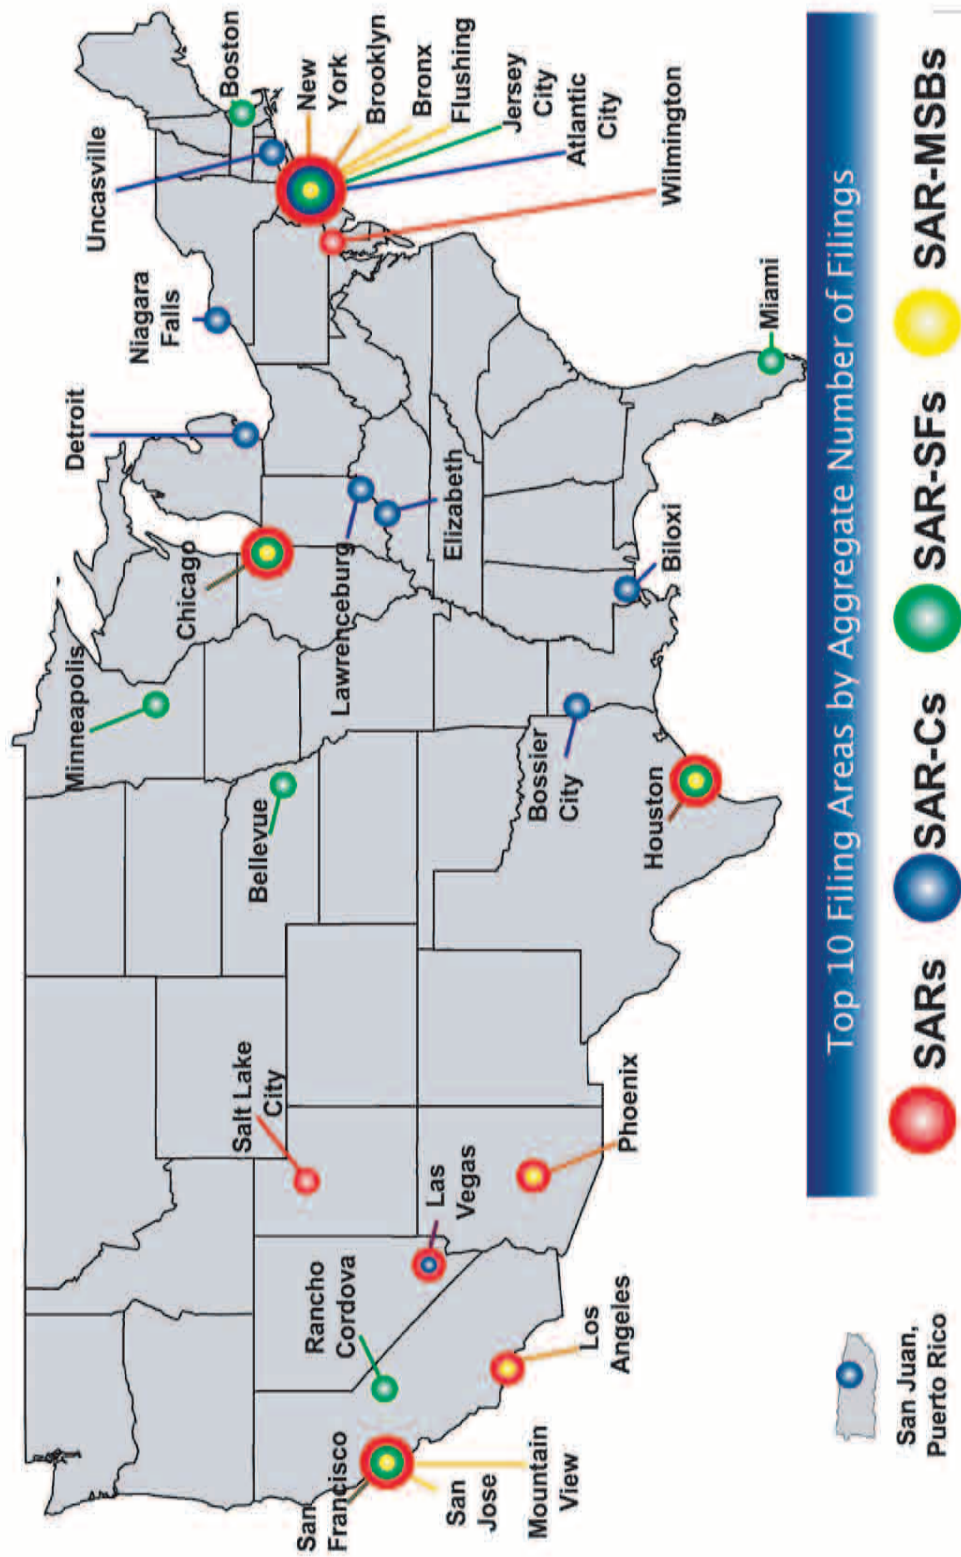 San
Francisco
San
Jose
Mountain
View
Rancho
Cordova
Los
Angeles
Las
Vegas
Salt Lake
City
Phoenix
Bellevue
Minneapolis
Bossier
City
Houston
Chicago
Lawrenceburg
Elizabeth
Biloxi
Detroit
Niagara
Falls
Miami
Uncasville
Boston
New
York
Brooklyn
Bronx
Flushing
Jersey
City
Atlantic
City
Wilmington
San Juan,
Puerto Rico
Top 10 Filing Areas by Aggregate Number of Filings
SARs
SAR-Cs
SAR-SFs
SAR-MSBs